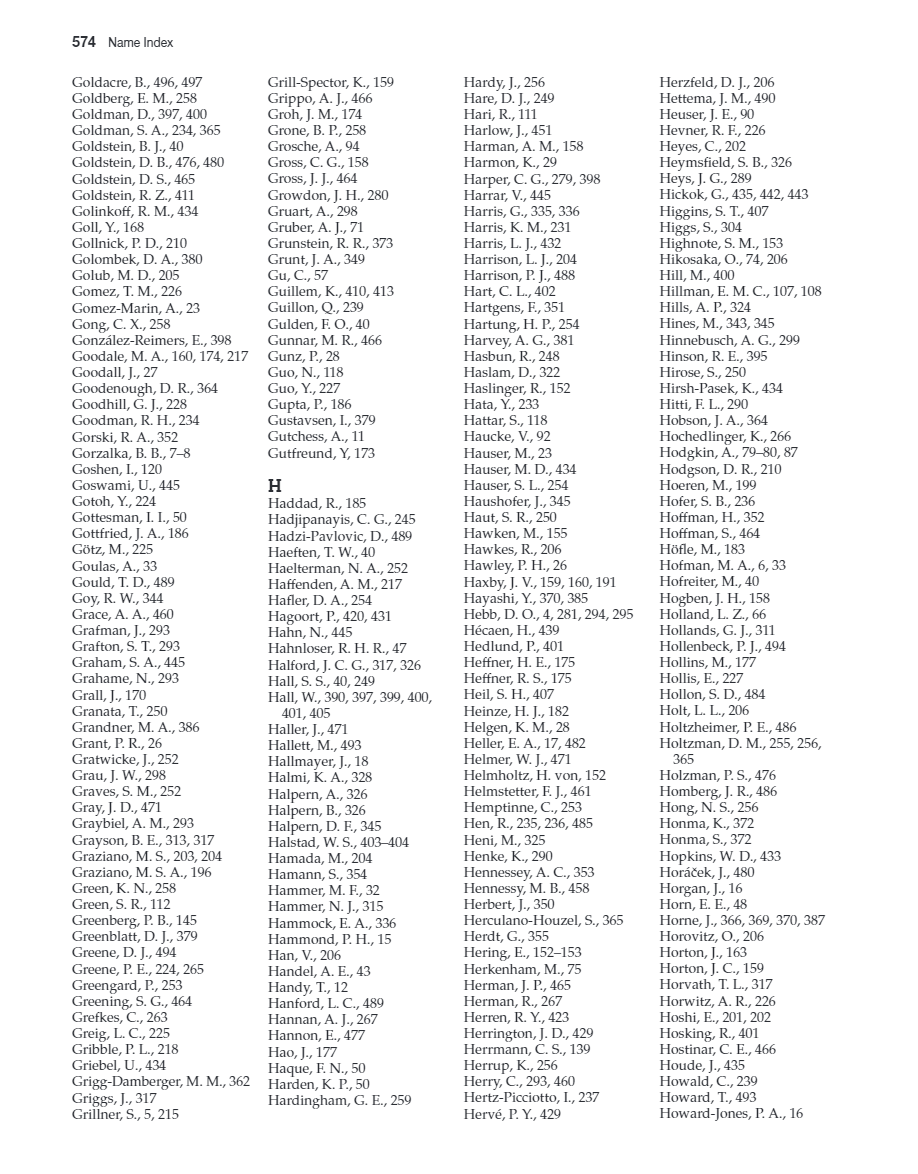 574 Name Index
Goldacre, B., 496, 497
Goldberg, E. M., 258
Goldman, D., 397, 400
Goldman, S. A., 234, 365
Goldstein, B. J., 40
Goldstein, D. B., 476, 480
Goldstein, D. S., 465
Goldstein, R. Z., 411
Golinkoff, R. M., 434
Goll, Y., 168
Gollnick, P. D., 210
Golombek, D. A., 380
Golub, M. D., 205
Gomez, T. M., 226
Gomez-Marin, A., 23
Gong, C. X., 258
González-Reimers, E., 398
Goodale, M. A., 160, 174, 217
Goodall, J., 27
Goodenough, D. R., 364
Goodhill, G. J., 228
Goodman, R. H., 234
Gorski, R. A., 352
Gorzalka, B. B., 7–8
Goshen, I., 120
Goswami, U., 445
Gotoh, Y., 224
Gottesman, I. I., 50
Gottfried, J. A., 186
Götz, M., 225
Goulas, A., 33
Gould, T. D., 489
Goy, R. W., 344
Grace, A. A., 460
Grafman, J., 293
Grafton, S. T., 293
Graham, S. A., 445
Grahame, N., 293
Grall, J., 170
Granata, T., 250
Grandner, M. A., 386
Grant, P. R., 26
Gratwicke, J., 252
Grau, J. W., 298
Graves, S. M., 252
Gray, J. D., 471
Graybiel, A. M., 293
Grayson, B. E., 313, 317
Graziano, M. S., 203, 204
Graziano, M. S. A., 196
Green, K. N., 258
Green, S. R., 112
Greenberg, P. B., 145
Greenblatt, D. J., 379
Greene, D. J., 494
Greene, P. E., 224, 265
Greengard, P., 253
Greening, S. G., 464
Grefkes, C., 263
Greig, L. C., 225
Gribble, P. L., 218
Griebel, U., 434
Grigg-Damberger, M. M., 362
Griggs, J., 317
Grillner, S., 5, 215
Grill-Spector, K., 159
Grippo, A. J., 466
Groh, J. M., 174
Grone, B. P., 258
Grosche, A., 94
Gross, C. G., 158
Gross, J. J., 464
Growdon, J. H., 280
Gruart, A., 298
Gruber, A. J., 71
Grunstein, R. R., 373
Grunt, J. A., 349
Gu, C., 57
Guillem, K., 410, 413
Guillon, Q., 239
Gulden, F. O., 40
Gunnar, M. R., 466
Gunz, P., 28
Guo, N., 118
Guo, Y., 227
Gupta, P., 186
Gustavsen, I., 379
Gutchess, A., 11
Gutfreund, Y, 173
H
Haddad, R., 185
Hadjipanayis, C. G., 245
Hadzi-Pavlovic, D., 489
Haeften, T. W., 40
Haelterman, N. A., 252
Haffenden, A. M., 217
Hafler, D. A., 254
Hagoort, P., 420, 431
Hahn, N., 445
Hahnloser, R. H. R., 47
Halford, J. C. G., 317, 326
Hall, S. S., 40, 249
Hall, W., 390, 397, 399, 400,
401, 405
Haller, J., 471
Hallett, M., 493
Hallmayer, J., 18
Halmi, K. A., 328
Halpern, A., 326
Halpern, B., 326
Halpern, D. F., 345
Halstad, W. S., 403–404
Hamada, M., 204
Hamann, S., 354
Hammer, M. F., 32
Hammer, N. J., 315
Hammock, E. A., 336
Hammond, P. H., 15
Han, V., 206
Handel, A. E., 43
Handy, T., 12
Hanford, L. C., 489
Hannan, A. J., 267
Hannon, E., 477
Hao, J., 177
Haque, F. N., 50
Harden, K. P., 50
Hardingham, G. E., 259
Hardy, J., 256
Hare, D. J., 249
Hari, R., 111
Harlow, J., 451
Harman, A. M., 158
Harmon, K., 29
Harper, C. G., 279, 398
Harrar, V., 445
Harris, G., 335, 336
Harris, K. M., 231
Harris, L. J., 432
Harrison, L. J., 204
Harrison, P. J., 488
Hart, C. L., 402
Hartgens, F., 351
Hartung, H. P., 254
Harvey, A. G., 381
Hasbun, R., 248
Haslam, D., 322
Haslinger, R., 152
Hata, Y., 233
Hattar, S., 118
Haucke, V., 92
Hauser, M., 23
Hauser, M. D., 434
Hauser, S. L., 254
Haushofer, J., 345
Haut, S. R., 250
Hawken, M., 155
Hawkes, R., 206
Hawley, P. H., 26
Haxby, J. V., 159, 160, 191
Hayashi, Y., 370, 385
Hebb, D. O., 4, 281, 294, 295
Hécaen, H., 439
Hedlund, P., 401
Heffner, H. E., 175
Heffner, R. S., 175
Heil, S. H., 407
Heinze, H. J., 182
Helgen, K. M., 28
Heller, E. A., 17, 482
Helmer, W. J., 471
Helmholtz, H. von, 152
Helmstetter, F. J., 461
Hemptinne, C., 253
Hen, R., 235, 236, 485
Heni, M., 325
Henke, K., 290
Hennessey, A. C., 353
Hennessy, M. B., 458
Herbert, J., 350
Herculano-Houzel, S., 365
Herdt, G., 355
Hering, E., 152–153
Herkenham, M., 75
Herman, J. P., 465
Herman, R., 267
Herren, R. Y., 423
Herrington, J. D., 429
Herrmann, C. S., 139
Herrup, K., 256
Herry, C., 293, 460
Hertz-Picciotto, I., 237
Hervé, P. Y., 429
Herzfeld, D. J., 206
Hettema, J. M., 490
Heuser, J. E., 90
Hevner, R. F., 226
Heyes, C., 202
Heymsfield, S. B., 326
Heys, J. G., 289
Hickok, G., 435, 442, 443
Higgins, S. T., 407
Higgs, S., 304
Highnote, S. M., 153
Hikosaka, O., 74, 206
Hill, M., 400
Hillman, E. M. C., 107, 108
Hills, A. P., 324
Hines, M., 343, 345
Hinnebusch, A. G., 299
Hinson, R. E., 395
Hirose, S., 250
Hirsh-Pasek, K., 434
Hitti, F. L., 290
Hobson, J. A., 364
Hochedlinger, K., 266
Hodgkin, A., 79–80, 87
Hodgson, D. R., 210
Hoeren, M., 199
Hofer, S. B., 236
Hoffman, H., 352
Hoffman, S., 464
Höfle, M., 183
Hofman, M. A., 6, 33
Hofreiter, M., 40
Hogben, J. H., 158
Holland, L. Z., 66
Hollands, G. J., 311
Hollenbeck, P. J., 494
Hollins, M., 177
Hollis, E., 227
Hollon, S. D., 484
Holt, L. L., 206
Holtzheimer, P. E., 486
Holtzman, D. M., 255, 256,
365
Holzman, P. S., 476
Homberg, J. R., 486
Hong, N. S., 256
Honma, K., 372
Honma, S., 372
Hopkins, W. D., 433
Horáček, J., 480
Horgan, J., 16
Horn, E. E., 48
Horne, J., 366, 369, 370, 387
Horovitz, O., 206
Horton, J., 163
Horton, J. C., 159
Horvath, T. L., 317
Horwitz, A. R., 226
Hoshi, E., 201, 202
Hosking, R., 401
Hostinar, C. E., 466
Houde, J., 435
Howald, C., 239
Howard, T., 493
Howard-Jones, P. A., 16